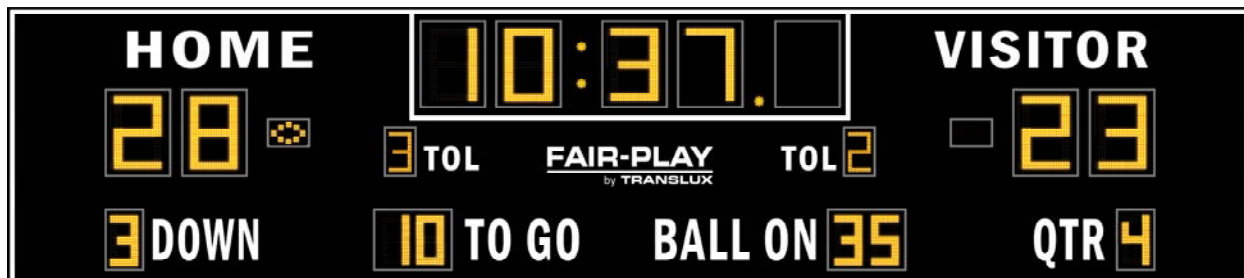 HOME 10:37. VISITOR
28 23
3 TOL FAIR-PLAY TOL 2
by TRANSLUX
3 DOWN 10 TO GO BALL ON 35 QTR 4